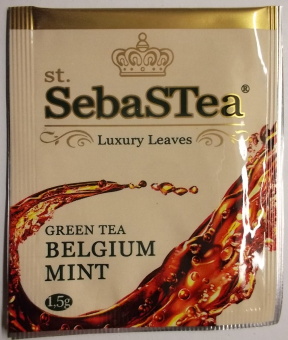 st.
SebaSTea®
Luxury Leaves
GREEN TEA
BELGIUM
MINT
1,5g